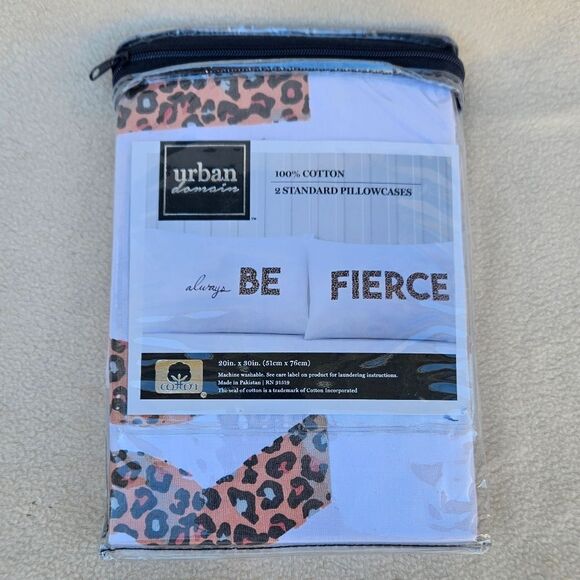 urban
domain
™
100% COTTON
2 STANDARD PILLOWCASES
always BE
FIERCE
20in. x 30in. (51cm x 76cm)
Machine washable. See care label on product for laundering instructions.
Made in Pakistan | RN 31519
The seal of cotton is a trademark of Cotton Incorporated
cotton
®